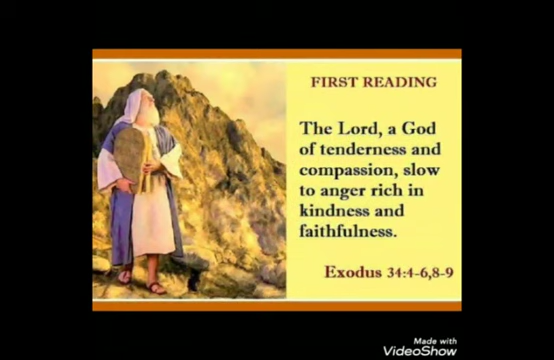 FIRST READING
The Lord, a God
of tenderness and
compassion, slow
to anger rich in
kindness and
faithfulness.
Exodus 34:4-6,8-9
Made with
VideoShow